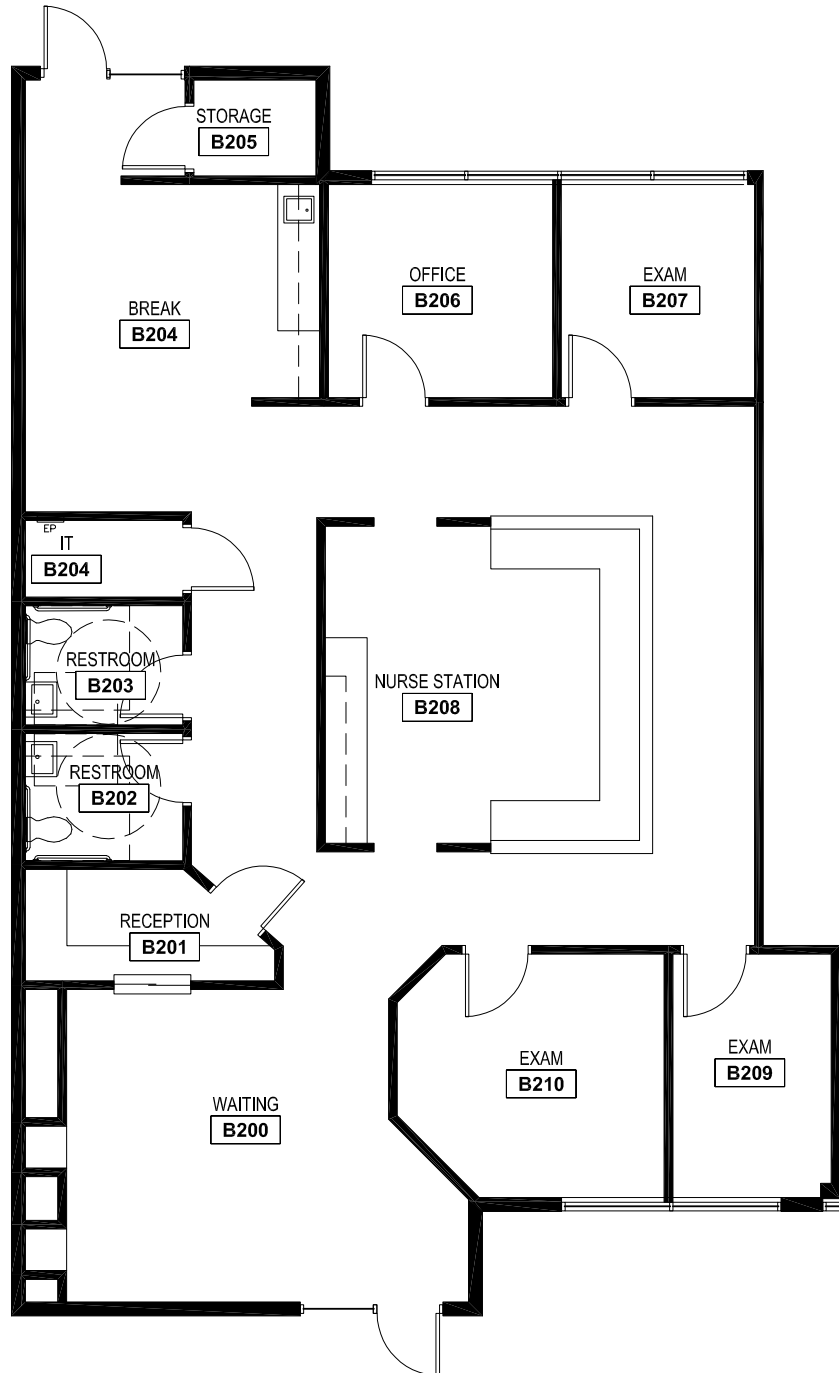 STORAGE
B205
OFFICE
B206
EXAM
B207
BREAK
B204
EP
IT
B204
RESTROOM
B203
NURSE STATION
B208
RESTROOM
B202
RECEPTION
B201
EXAM
B210
EXAM
B209
WAITING
B200